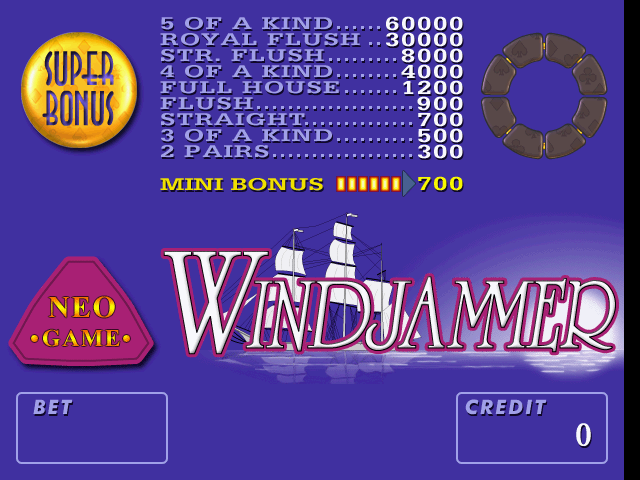 SUPER
BONUS
5 OF A KIND......60000
ROYAL FLUSH ..30000
STR. FLUSH.........8000
4 OF A KIND........4000
FULL HOUSE.......1200
FLUSH....................900
STRAIGHT..............700
3 OF A KIND..........500
2 PAIRS..................300
MINI BONUS 700
NEO
•GAME•
WINDJAMMER
BET
CREDIT
0